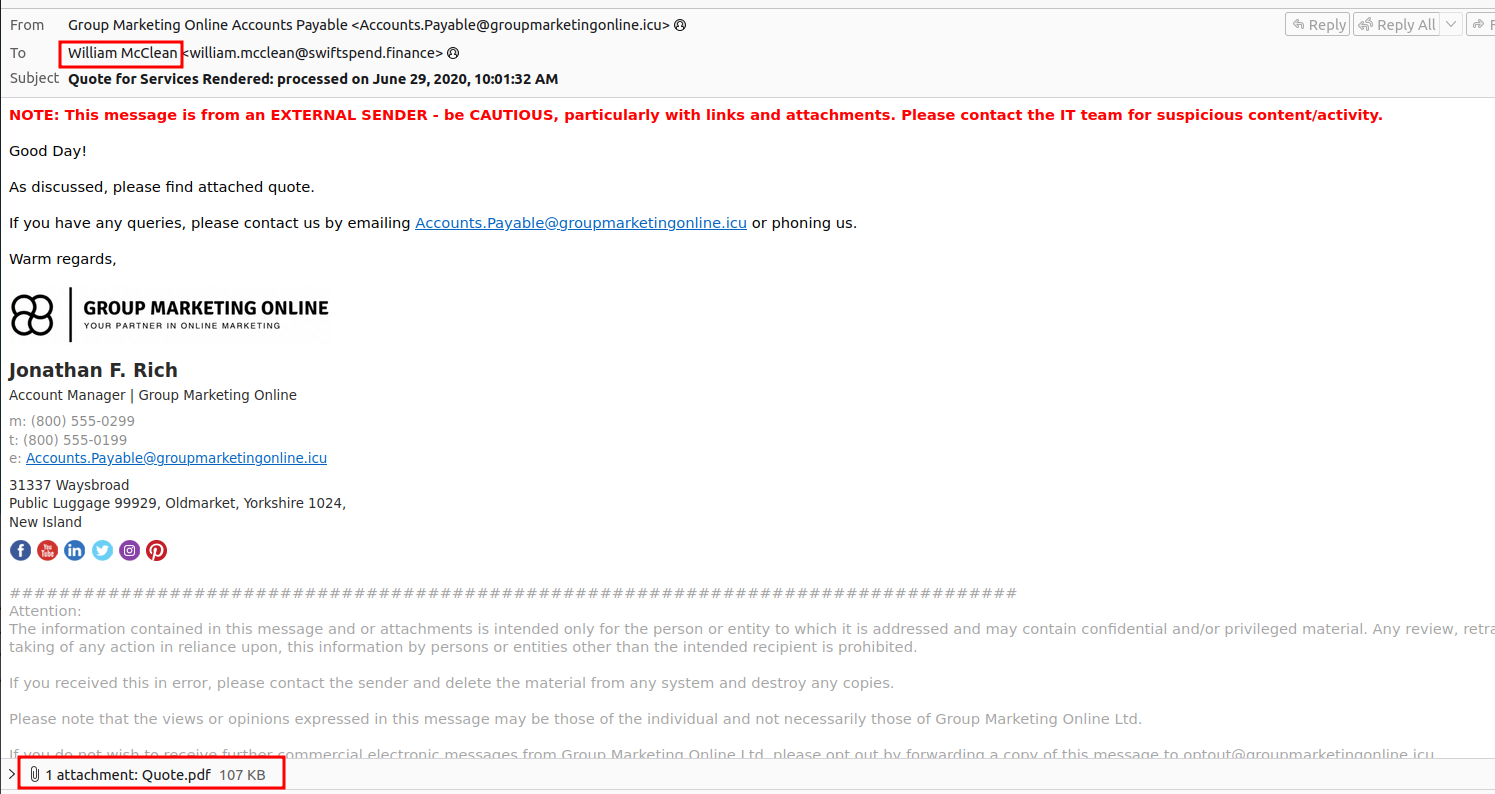 From Group Marketing Online Accounts Payable <Accounts.Payable@groupmarketingonline.icu>
Reply Reply All
To William McClean <william.mcclean@swiftspend.finance>
Subject Quote for Services Rendered: processed on June 29, 2020, 10:01:32 AM
NOTE: This message is from an EXTERNAL SENDER - be CAUTIOUS, particularly with links and attachments. Please contact the IT team for suspicious content/activity.
Good Day!
As discussed, please find attached quote.
If you have any queries, please contact us by emailing Accounts.Payable@groupmarketingonline.icu or phoning us.
Warm regards,
GROUP MARKETING ONLINE
YOUR PARTNER IN ONLINE MARKETING
Jonathan F. Rich
Account Manager | Group Marketing Online
m: (800) 555-0299
t: (800) 555-0199
e: Accounts.Payable@groupmarketingonline.icu
31337 Waysbroad
Public Luggage 99929, Oldmarket, Yorkshire 1024,
New Island
You Tube
##################################################################################
Attention:
The information contained in this message and or attachments is intended only for the person or entity to which it is addressed and may contain confidential and/or privileged material. Any review, retra
taking of any action in reliance upon, this information by persons or entities other than the intended recipient is prohibited.
If you received this in error, please contact the sender and delete the material from any system and destroy any copies.
Please note that the views or opinions expressed in this message may be those of the individual and not necessarily those of Group Marketing Online Ltd.
If you do not wish to receive further commercial electronic messages from Group Marketing Online Ltd, please opt out by forwarding a copy of this message to optout@groupmarketingonline.icu
1 attachment: Quote.pdf 107 KB